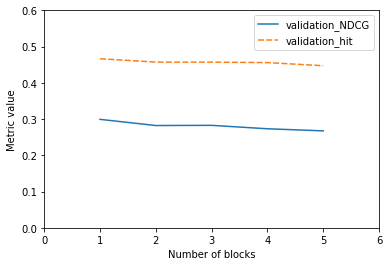 validation_NDCG
validation_hit
Metric value
0.6
0.5
0.4
0.3
0.2
0.1
0.0
0 1 2 3 4 5 6
Number of blocks